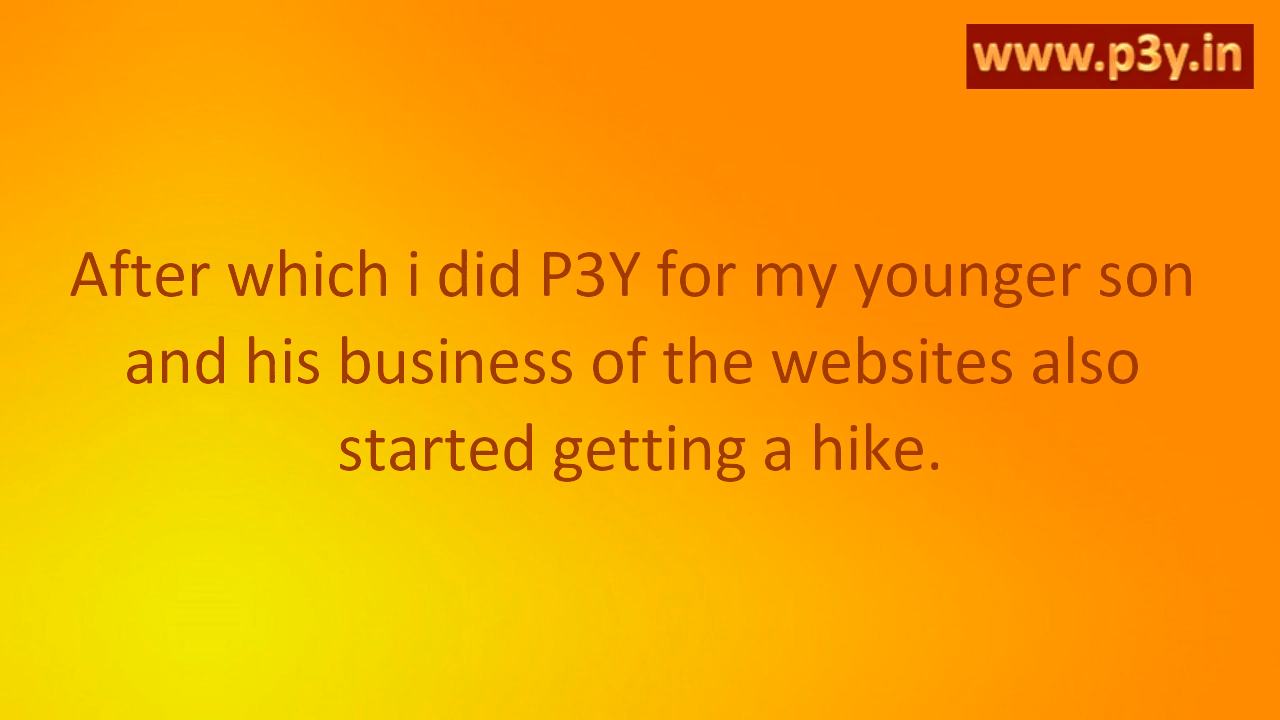 www.p3y.in
After which i did P3Y for my younger son
and his business of the websites also
started getting a hike.